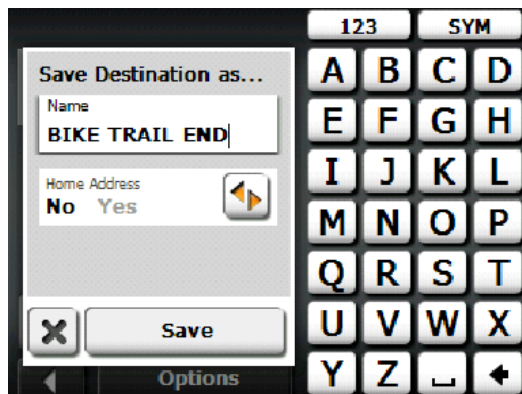 123 SYM
Save Destination as...
Name
BIKE TRAIL END
Home Address
No Yes
Save
Options
A B C D
E F G H
I J K L
M N O P
Q R S T
U V W X
Y Z